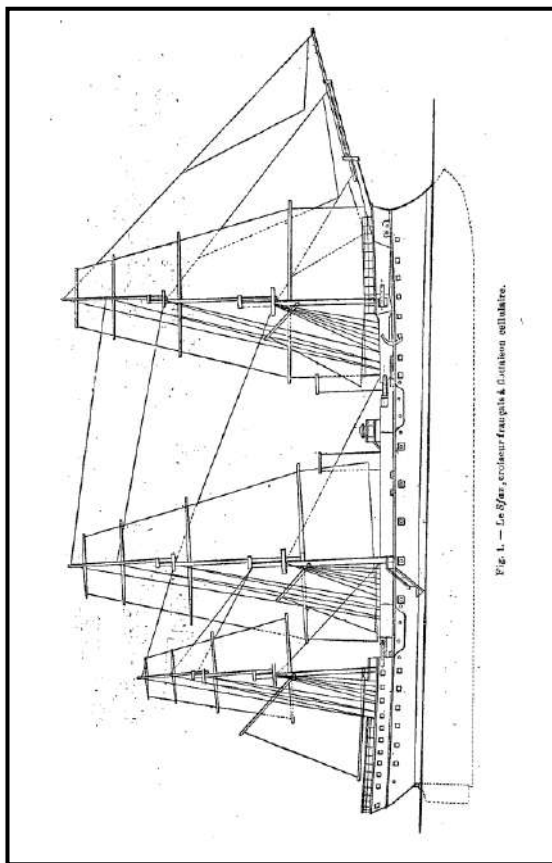 Fig. 1. — Le Sfax, croiseur français à flottaison cellulaire.